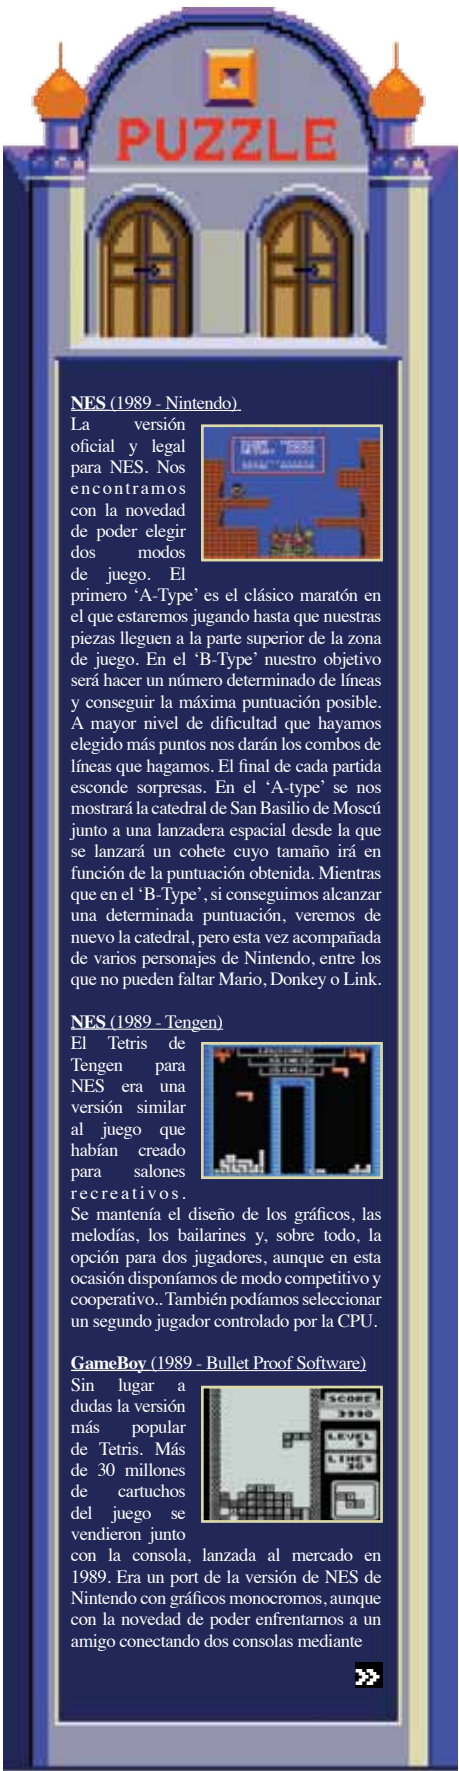 PUZZLE
NES (1989 - Nintendo)
La versión
oficial y legal
para NES. Nos
encontramos
con la novedad
de poder elegir
dos modos
de juego. El
primero ‘A-Type’ es el clásico maratón en
el que estaremos jugando hasta que nuestras
piezas lleguen a la parte superior de la zona
de juego. En el ‘B-Type’ nuestro objetivo
será hacer un número determinado de líneas
y conseguir la máxima puntuación posible.
A mayor nivel de dificultad que hayamos
elegido más puntos nos darán los combos de
líneas que hagamos. El final de cada partida
esconde sorpresas. En el ‘A-type’ se nos
mostrará la catedral de San Basilio de Moscú
junto a una lanzadera espacial desde la que
se lanzará un cohete cuyo tamaño irá en
función de la puntuación obtenida. Mientras
que en el ‘B-Type’, si conseguimos alcanzar
una determinada puntuación, veremos de
nuevo la catedral, pero esta vez acompañada
de varios personajes de Nintendo, entre los
que no pueden faltar Mario, Donkey o Link.
NES (1989 - Tengen)
El Tetris de
Tengen para
NES era una
versión similar
al juego que
habían creado
para salones
recreativos.
Se mantenía el diseño de los gráficos, las
melodías, los bailarines y, sobre todo, la
opción para dos jugadores, aunque en esta
ocasión disponíamos de modo competitivo y
cooperativo.. También podíamos seleccionar
un segundo jugador controlado por la CPU.
GameBoy (1989 - Bullet Proof Software)
Sin lugar a
dudas la versión
más popular
de Tetris. Más
de 30 millones
de cartuchos
del juego se
vendieron junto
con la consola, lanzada al mercado en
1989. Era un port de la versión de NES de
Nintendo con gráficos monocromos, aunque
con la novedad de poder enfrentarnos a un
amigo conectando dos consolas mediante
SCORE
3990
LEVEL
LINES
30